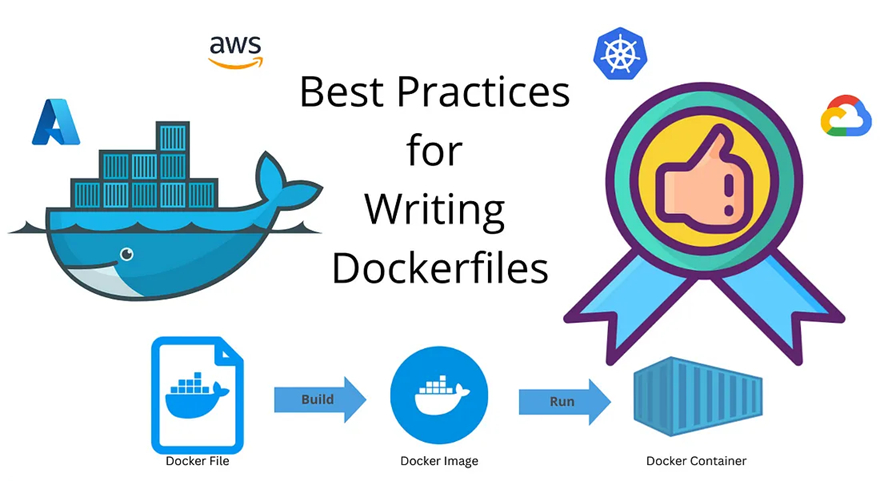 aws
Best Practices
for
Writing
Dockerfiles
Build
Run
Docker File
Docker Image
Docker Container